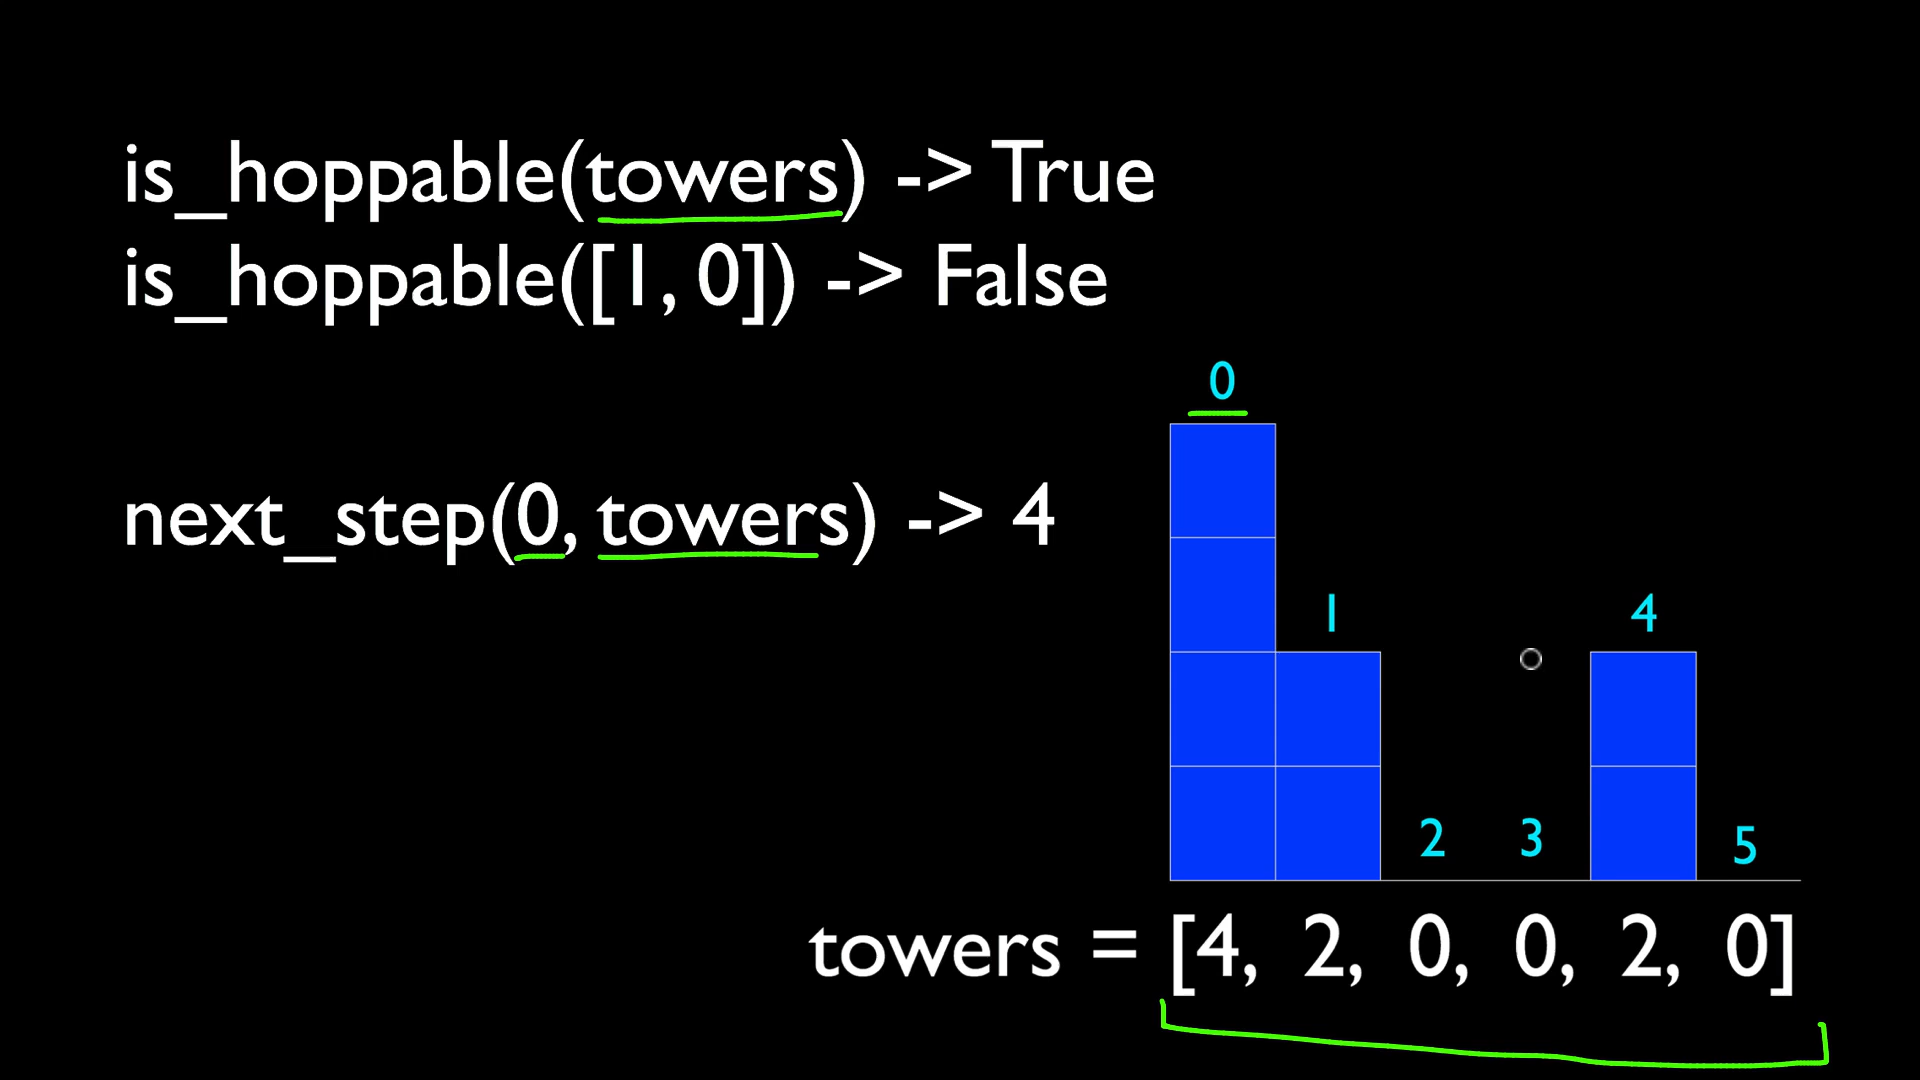 is_hoppable(towers) -> True
is_hoppable([1, 0]) -> False
0
next_step(0, towers) -> 4
1
4
2
3
5
towers = [4, 2, 0, 0, 2, 0]